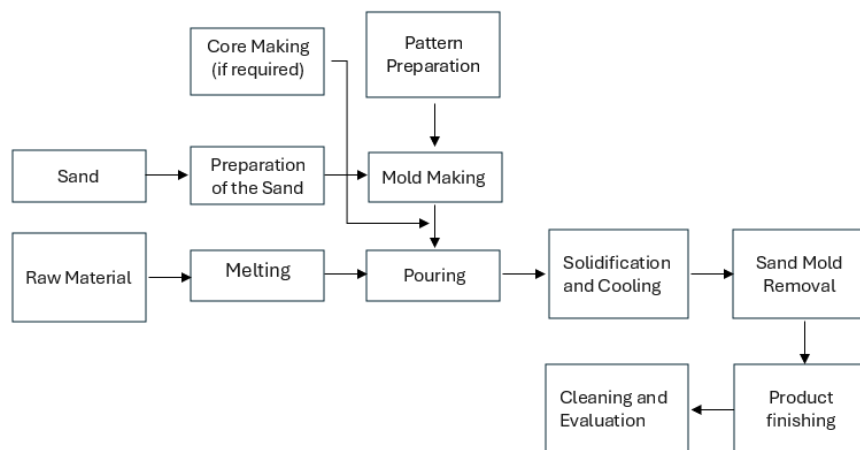 Core Making
(if required)
Pattern
Preparation
Sand
Preparation
of the Sand
Mold Making
Raw Material
Melting
Pouring
Solidification
and Cooling
Sand Mold
Removal
Cleaning and
Evaluation
Product
finishing